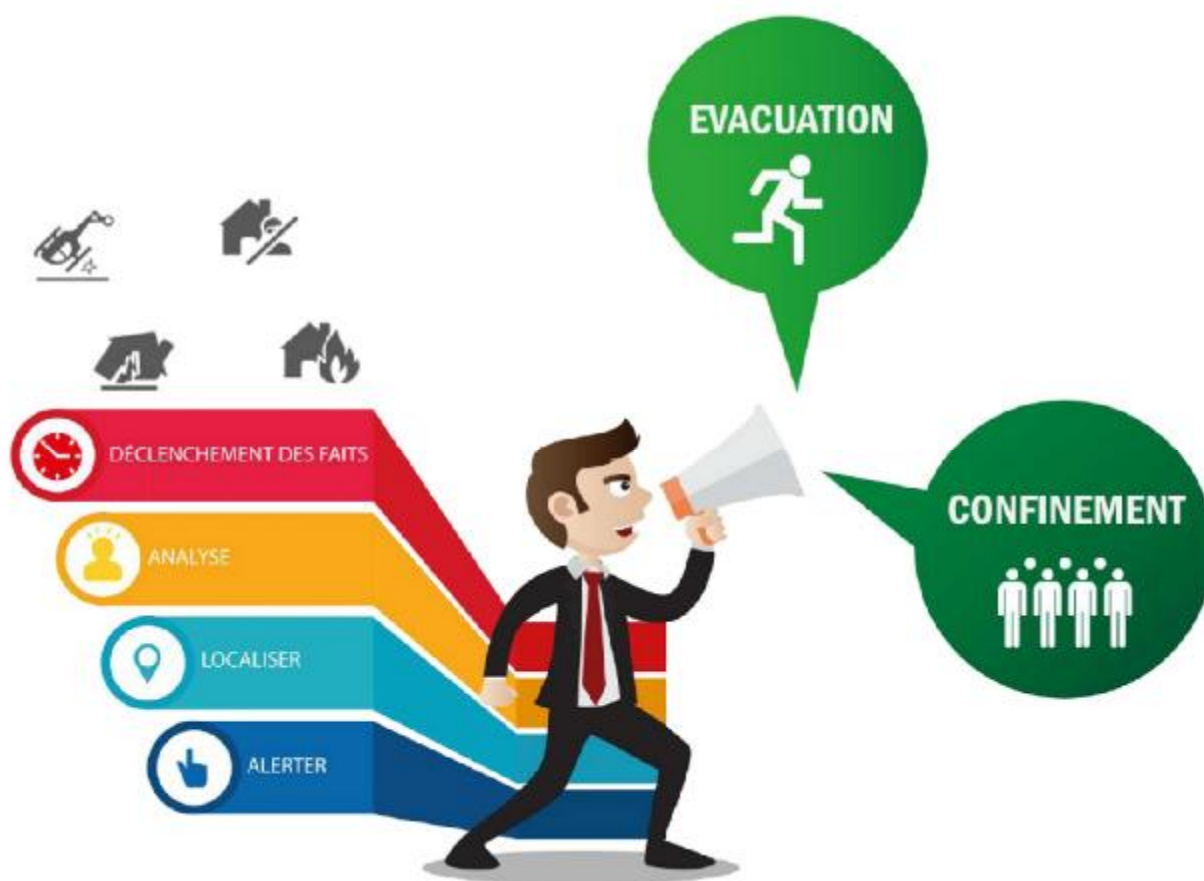 EVACUATION
DÉCLENCHEMENT DES FAITS
CONFINEMENT
ANALYSE
LOCALISER
ALERTER